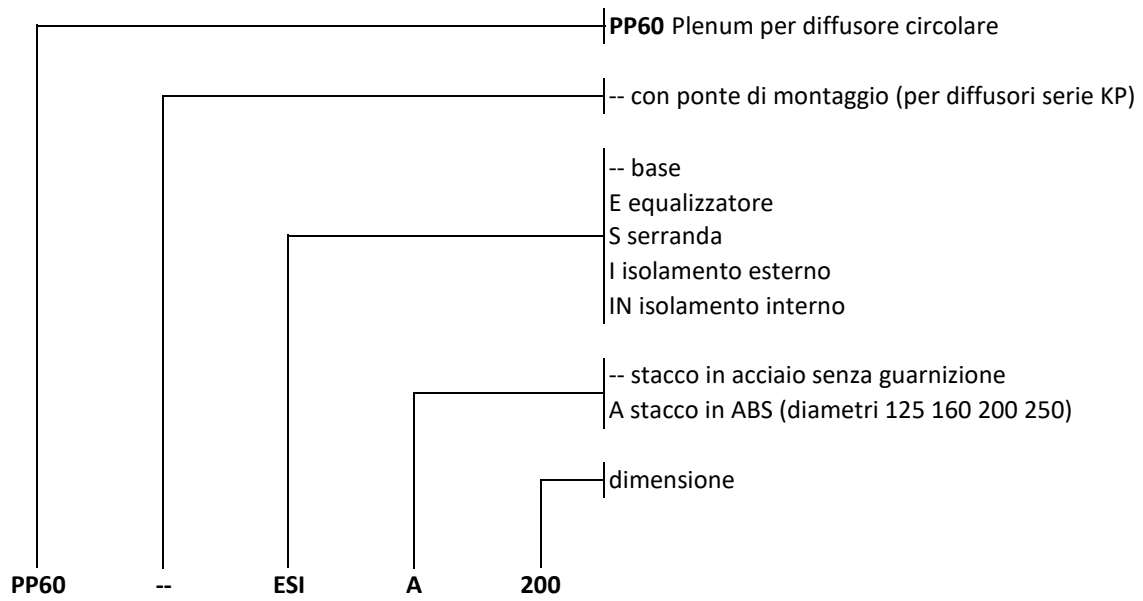 PP60 Plenum per diffusore circolare
-- con ponte di montaggio (per diffusori serie KP)
-- base
E equalizzatore
S serranda
I isolamento esterno
IN isolamento interno
-- stacco in acciaio senza guarnizione
A stacco in ABS (diametri 125 160 200 250)
dimensione
PP60 -- ESI A 200